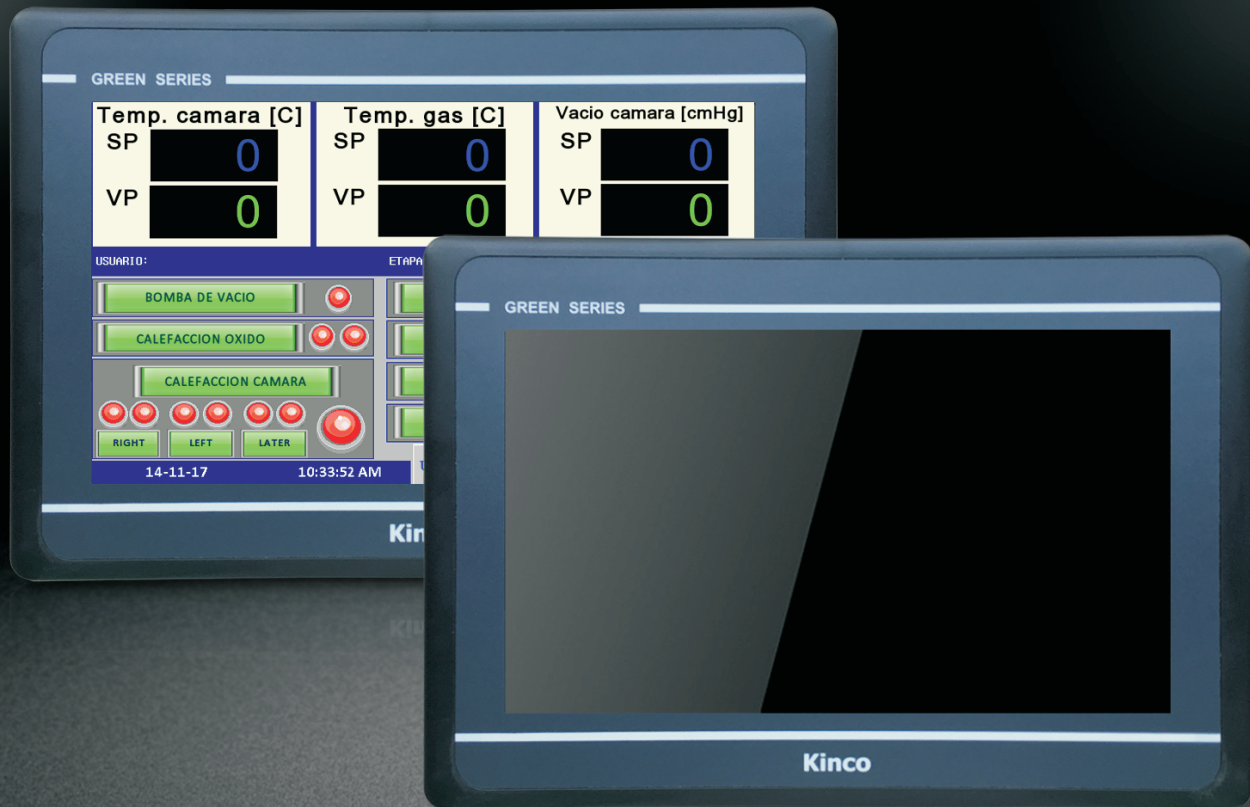 GREEN SERIES
Temp. camara [C]
SP
0
VP
0
Temp. gas [C]
SP
0
VP
0
Vacio camara [cmHg]
SP
0
VP
0
USUARIO:
ETAPA
BOMBA DE VACIO
CALEFACCION OXIDO
CALEFACCION CAMARA
RIGHT
LEFT
LATER
14-11-17
10:33:52 AM
GREEN SERIES
Kinco